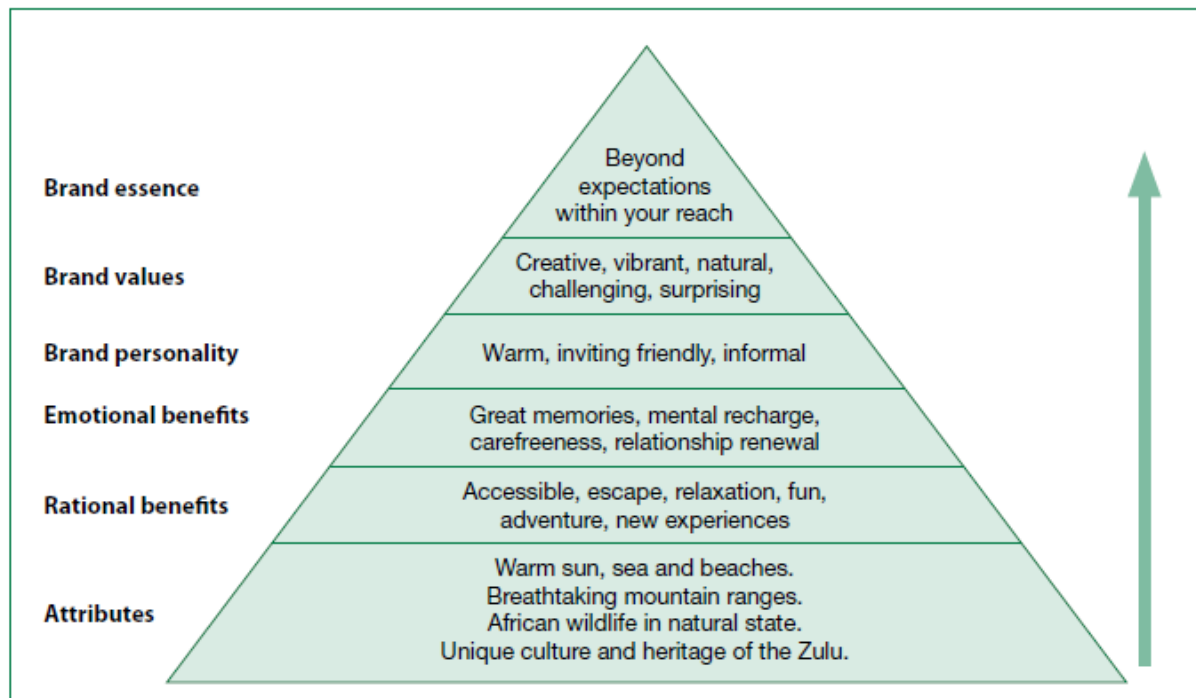 Brand essence
Beyond
expectations
within your reach
Brand values
Creative, vibrant, natural,
challenging, surprising
Brand personality
Warm, inviting friendly, informal
Emotional benefits
Great memories, mental recharge,
carefreeness, relationship renewal
Rational benefits
Accessible, escape, relaxation, fun,
adventure, new experiences
Attributes
Warm sun, sea and beaches.
Breathtaking mountain ranges.
African wildlife in natural state.
Unique culture and heritage of the Zulu.